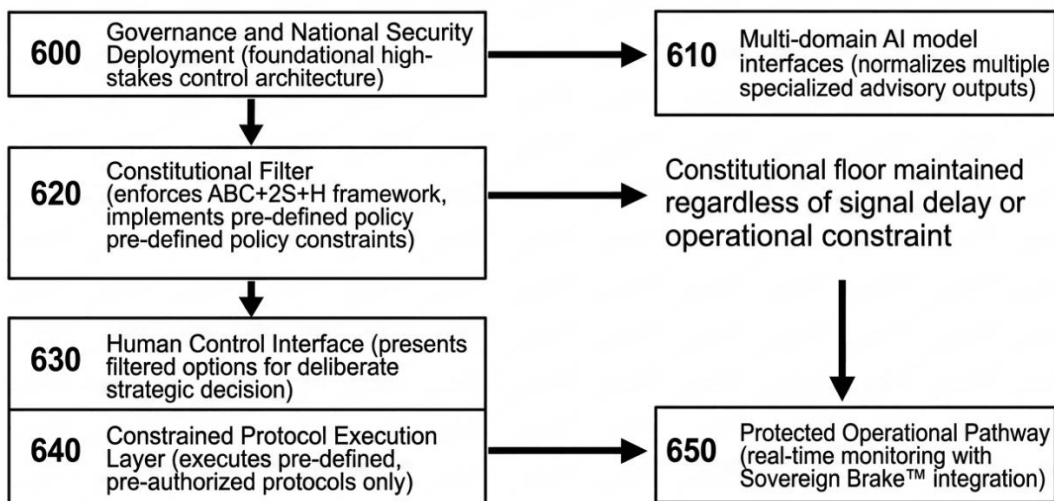 600 Governance and National Security
Deployment (foundational high-
stakes control architecture)
610 Multi-domain AI model
interfaces (normalizes multiple
specialized advisory outputs)
620 Constitutional Filter
(enforces ABC+2S+H framework,
implements pre-defined policy
pre-defined policy constraints)
Constitutional floor maintained
regardless of signal delay or
operational constraint
630 Human Control Interface (presents
filtered options for deliberate
strategic decision)
640 Constrained Protocol Execution
Layer (executes pre-defined,
pre-authorized protocols only)
650 Protected Operational Pathway
(real-time monitoring with
Sovereign Brake™ integration)